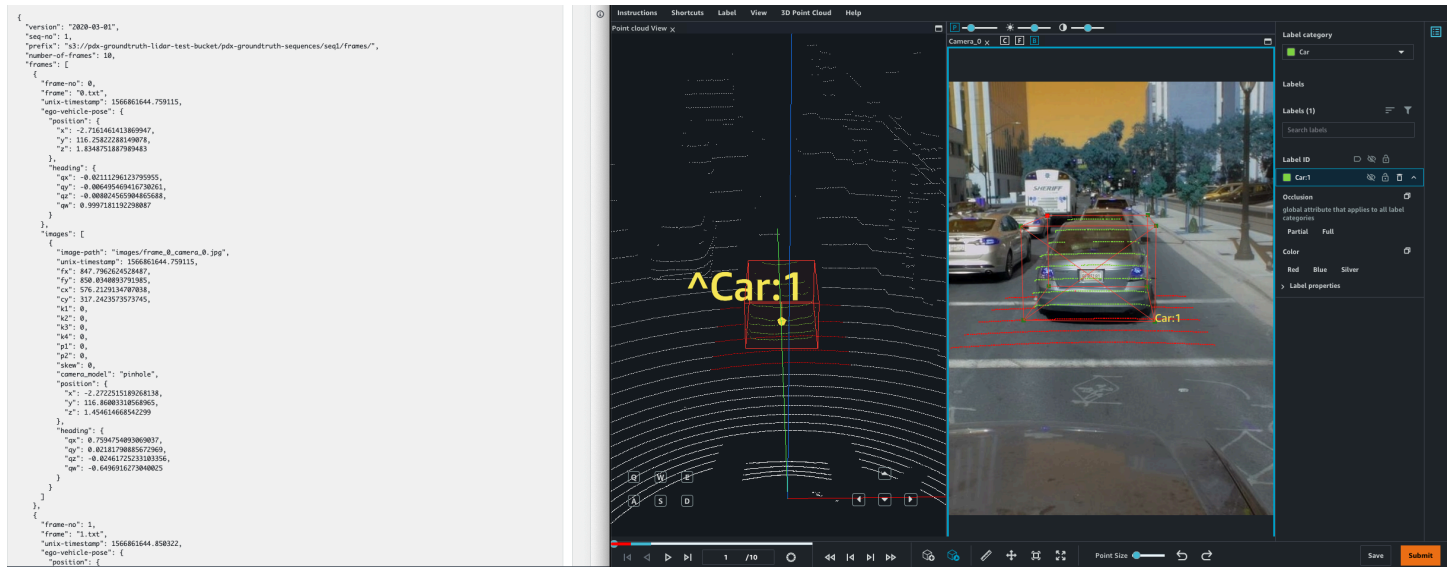 {
"version": "2020-03-01",
"seq-no": 1,
"prefix": "s3://pdx-groundtruth-lidar-test-bucket/pdx-groundtruth-sequences/seq1/frames/",
"number-of-frames": 10,
"frames": [
{
"frame-no": 0,
"frame": "0.txt",
"unix-timestamp": 1566861644.759115,
"ego-vehicle-pose": {
"position": {
"x": -2.7161461413869947,
"y": 116.25822288149078,
"z": 1.8348751887989483
},
"heading": {
"qx": -0.02111296123795955,
"qy": -0.006495469416730261,
"qz": -0.008024565904865688,
"qw": 0.9997181192298087
}
},
"images": [
{
"image-path": "images/frame_0_camera_0.jpg",
"unix-timestamp": 1566861644.759115,
"fx": 847.7962624528487,
"fy": 850.0340893791985,
"cx": 576.2129134707038,
"cy": 317.2423573573745,
"k1": 0,
"k2": 0,
"k3": 0,
"k4": 0,
"p1": 0,
"p2": 0,
"skew": 0,
"camera_model": "pinhole",
"position": {
"x": -2.2722515189268138,
"y": 116.86003310568965,
"z": 1.454614668542299
},
"heading": {
"qx": 0.7594754093069037,
"qy": 0.02181790885672969,
"qz": -0.02461725233103356,
"qw": -0.6496916273040025
}
}
]
},
{
"frame-no": 1,
"frame": "1.txt",
"unix-timestamp": 1566861644.850322,
"ego-vehicle-pose": {
"position": {
Instructions Shortcuts Label View 3D Point Cloud Help
Point cloud View x
^Car:1
Q W E
A S D
P
Camera_0 x C F B
SHERIFF
Car:1
Label category
Car
Labels
Labels (1)
Search labels
Label ID
Car:1
Occlusion
global attribute that applies to all label
categories
Partial Full
Color
Red Blue Silver
> Label properties
1 /10
Point Size
Save Submit